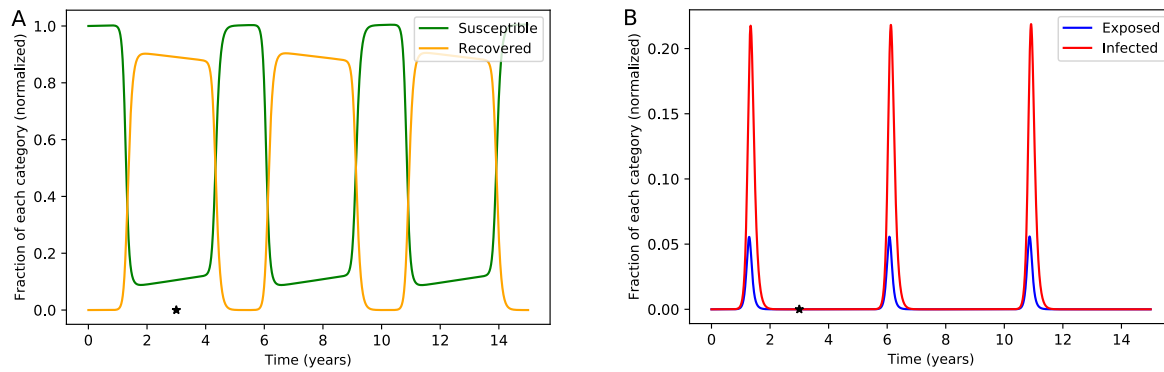 A
Fraction of each category (normalized)
1.0
0.8
0.6
0.4
0.2
0.0
Susceptible
Recovered
0 2 4 6 8 10 12 14
Time (years)
B
Fraction of each category (normalized)
0.20
0.15
0.10
0.05
0.00
Exposed
Infected
0 2 4 6 8 10 12 14
Time (years)